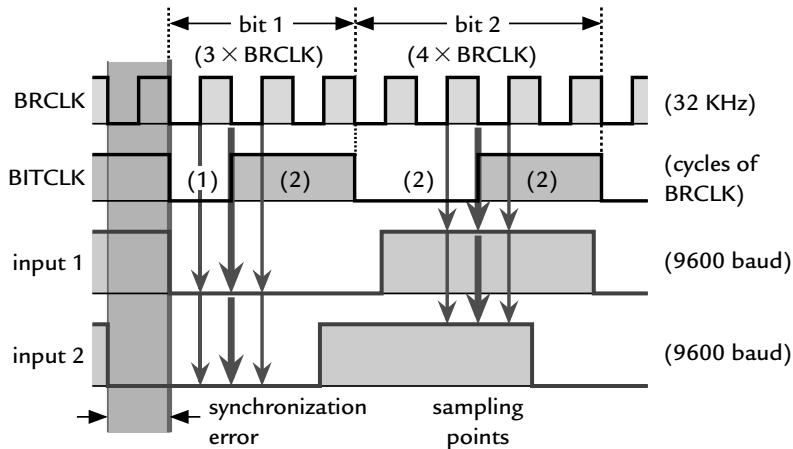 bit 1
bit 2
(3 × BRCLK)
(4 × BRCLK)
BRCLK
(32 KHz)
BITCLK
(1)
(2)
(2)
(2)
(cycles of
BRCLK)
input 1
(9600 baud)
input 2
(9600 baud)
synchronization
error
sampling
points